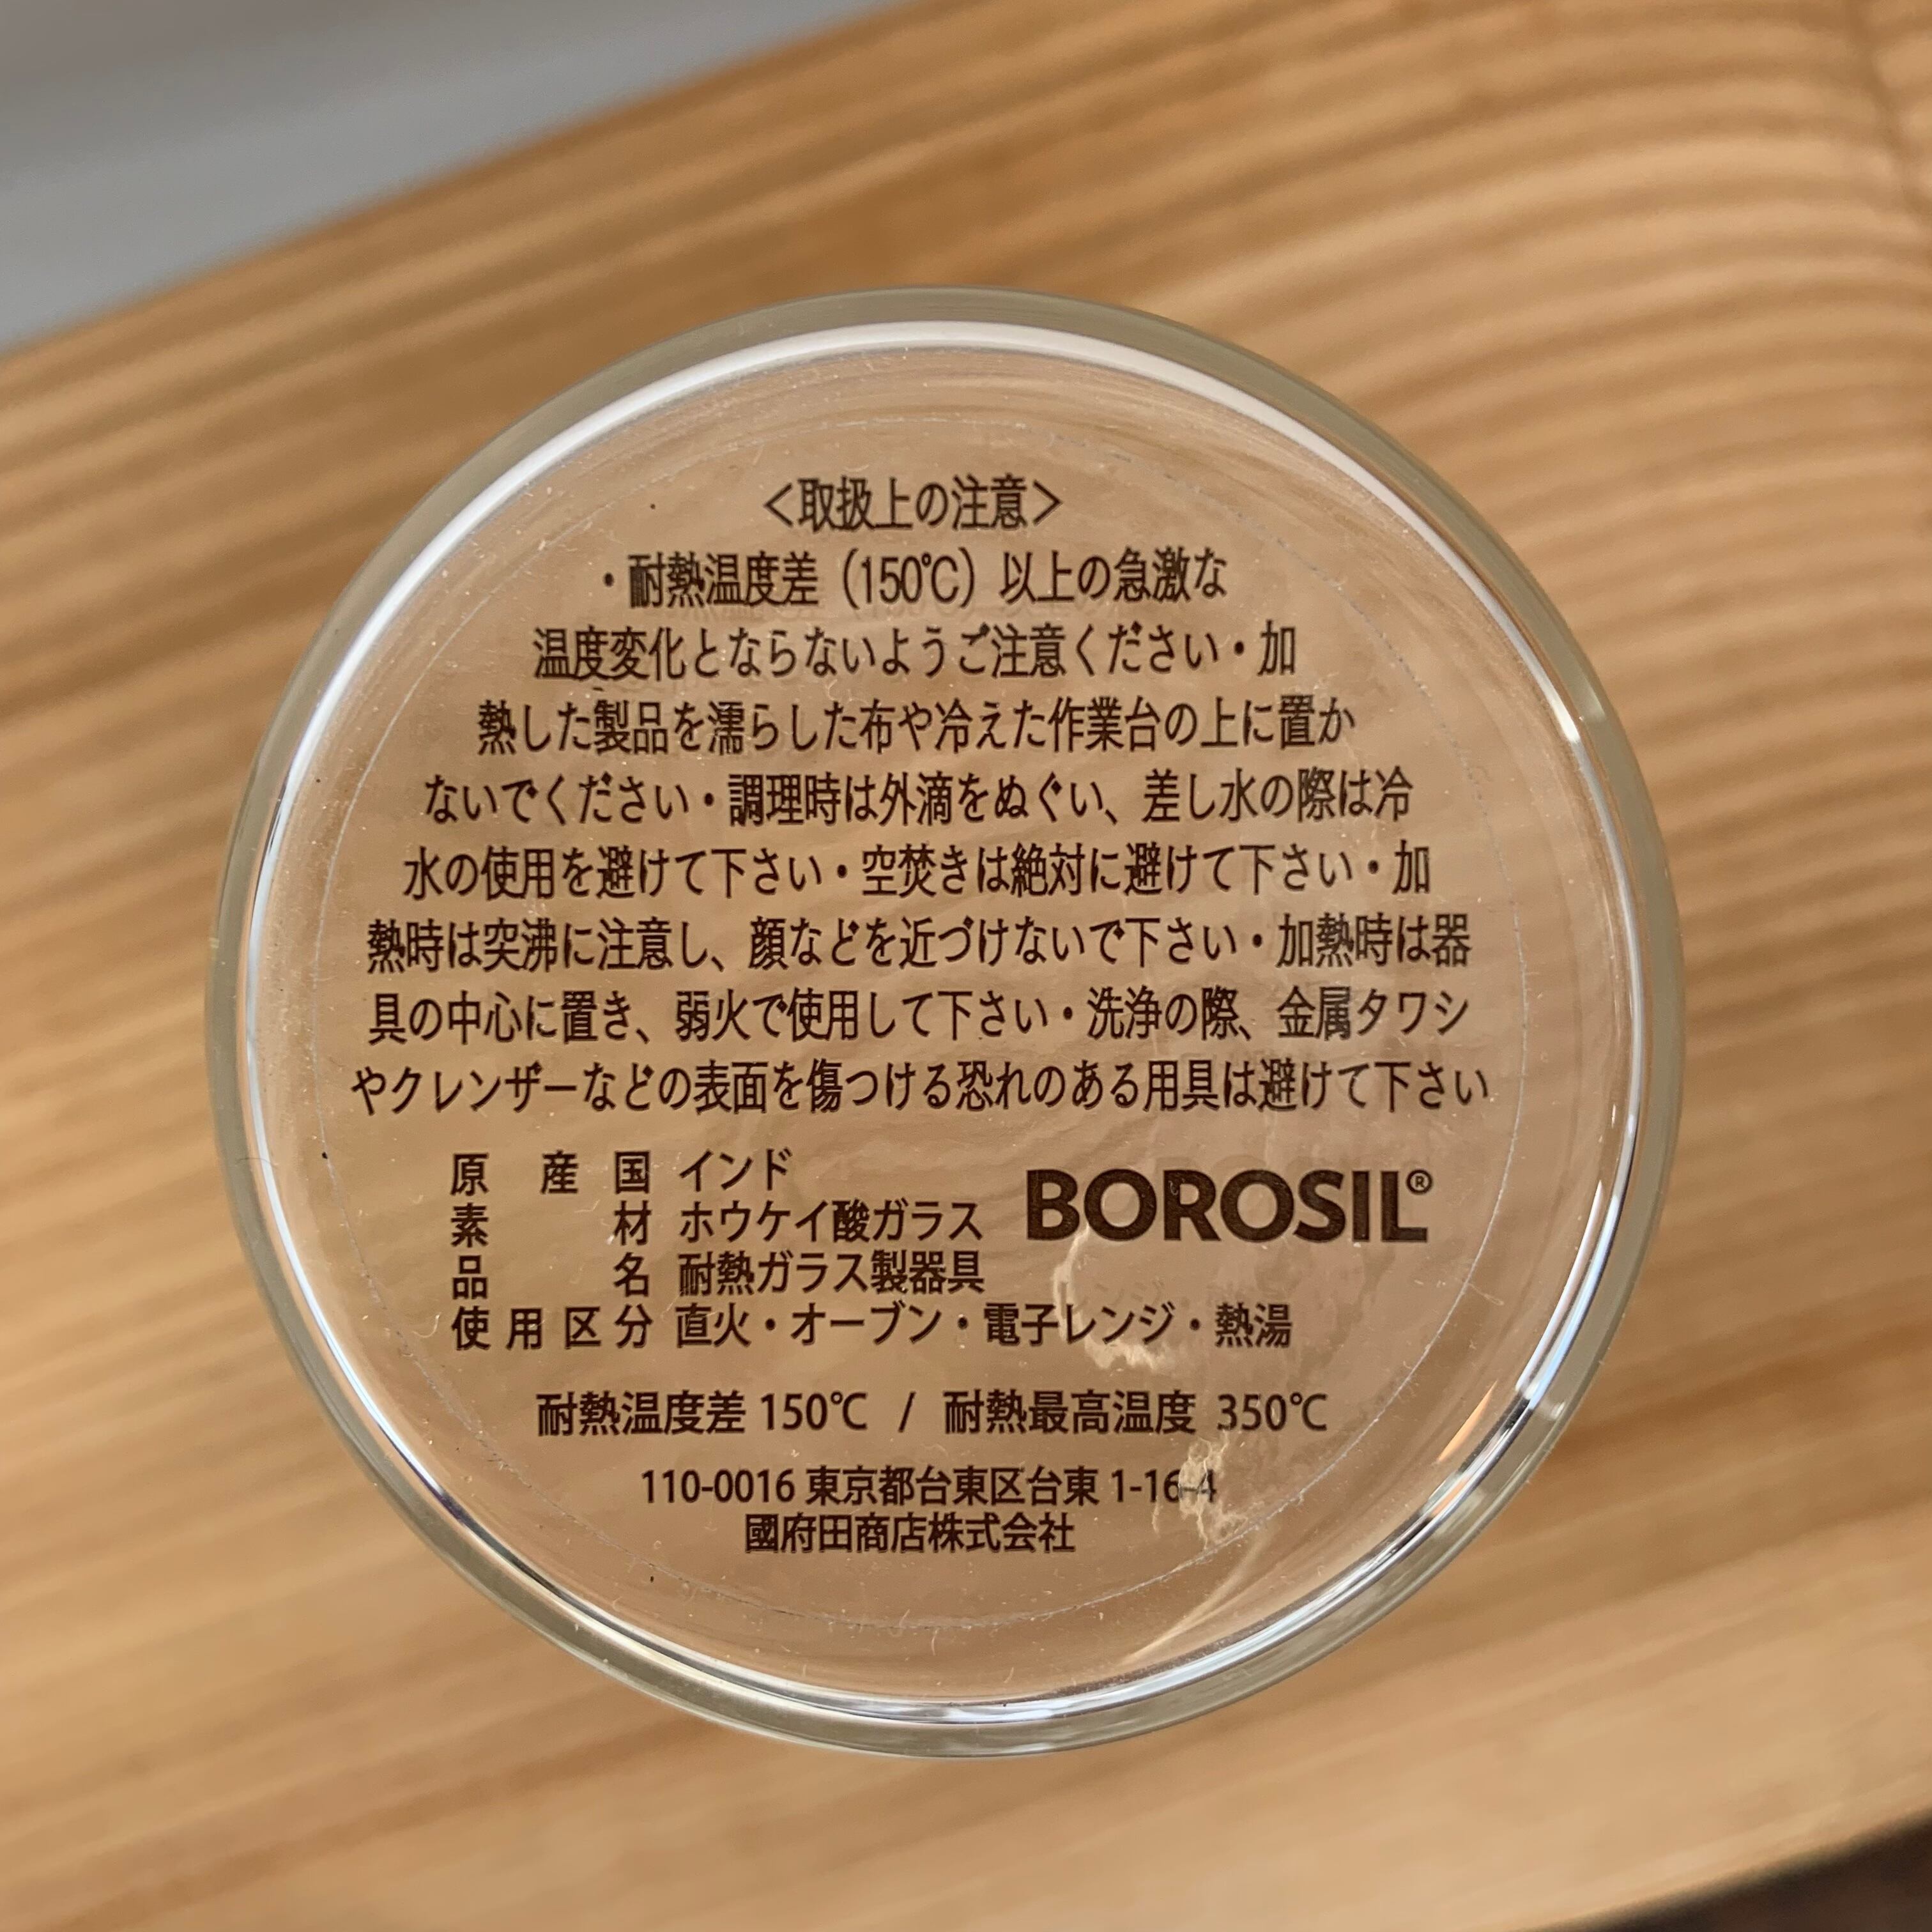 ＜取扱上の注意＞
・耐熱温度差（150℃）以上の急激な
温度変化とならないようご注意ください・加
熱した製品を濡らした布や冷えた作業台の上に置か
ないでください・調理時は外滴をぬぐい、差し水の際は冷
水の使用を避けて下さい・空焚きは絶対に避けて下さい・加
熱時は突沸に注意し、顔などを近づけないで下さい・加熱時は器
具の中心に置き、弱火で使用して下さい・洗浄の際、金属タワシ
やクレンザーなどの表面を傷つける恐れのある用具は避けて下さい
原産国 インド
素材 ホウケイ酸ガラス
BOROSIL®
品名 耐熱ガラス製器具
使用区分 直火・オーブン・電子レンジ・熱湯
耐熱温度差 150℃ / 耐熱最高温度 350℃
110-0016 東京都台東区台東 1-16-4
國府田商店株式会社